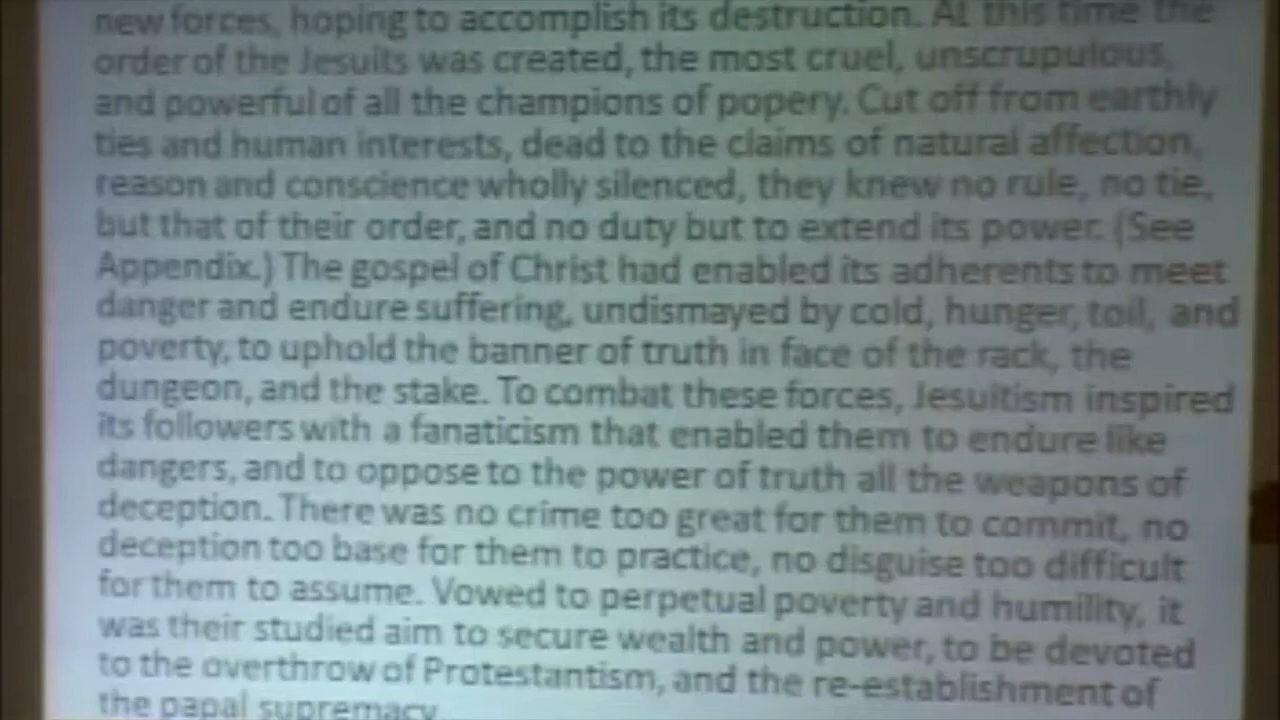 new forces, hoping to accomplish its destruction. At this time the
order of the Jesuits was created, the most cruel, unscrupulous,
and powerful of all the champions of popery. Cut off from earthly
ties and human interests, dead to the claims of natural affection,
reason and conscience wholly silenced, they knew no rule, no tie,
but that of their order, and no duty but to extend its power. (See
Appendix.) The gospel of Christ had enabled its adherents to meet
danger and endure suffering, undismayed by cold, hunger, toil, and
poverty, to uphold the banner of truth in face of the rack, the
dungeon, and the stake. To combat these forces, Jesuitism inspired
its followers with a fanaticism that enabled them to endure like
dangers, and to oppose to the power of truth all the weapons of
deception. There was no crime too great for them to commit, no
deception too base for them to practice, no disguise too difficult
for them to assume. Vowed to perpetual poverty and humility, it
was their studied aim to secure wealth and power, to be devoted
to the overthrow of Protestantism, and the re-establishment of
the papal supremacy.